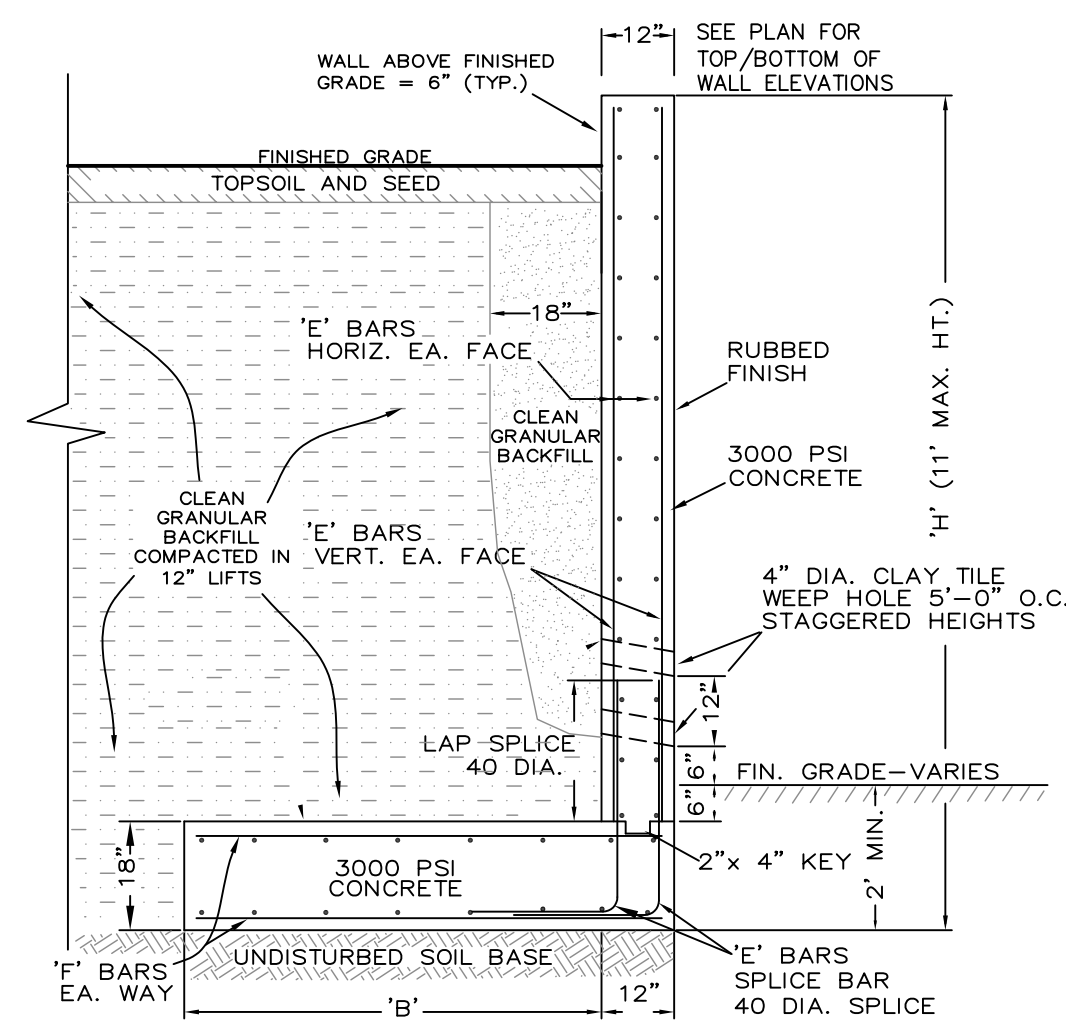 12"
SEE PLAN FOR
TOP/BOTTOM OF
WALL ELEVATIONS
WALL ABOVE FINISHED
GRADE = 6" (TYP.)
FINISHED GRADE
TOPSOIL AND SEED
18"
'E' BARS
HORIZ. EA. FACE
RUBBED
FINISH
'H' (11' MAX. HT.)
CLEAN
GRANULAR
BACKFILL
3000 PSI
CONCRETE
CLEAN
GRANULAR
BACKFILL
COMPACTED IN
12" LIFTS
'E' BARS
VERT. EA. FACE
4" DIA. CLAY TILE
WEEP HOLE 5'-0" O.C.
STAGGERED HEIGHTS
12"
LAP SPLICE
40 DIA.
6"
FIN. GRADE-VARIES
6"
2' MIN.
18"
3000 PSI
CONCRETE
2"x 4" KEY
UNDISTURBED SOIL BASE
'F' BARS
EA. WAY
'E' BARS
SPLICE BAR
40 DIA. SPLICE
'B'
12"